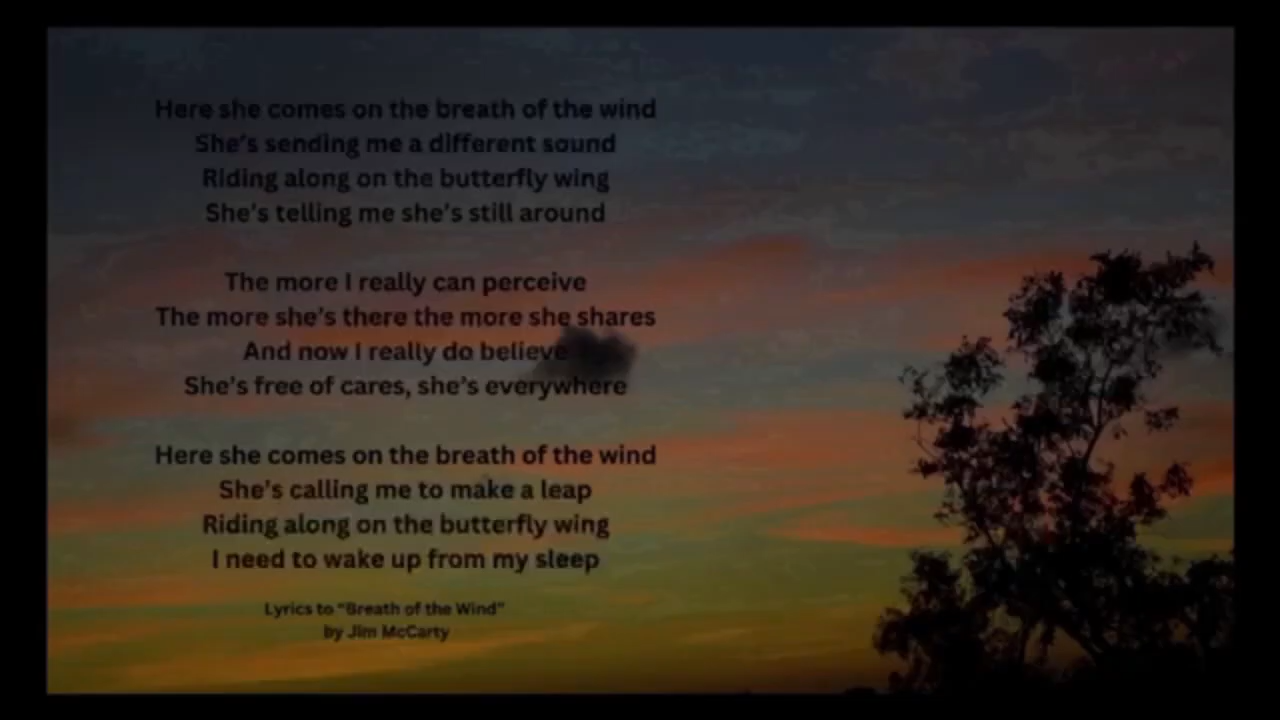 Here she comes on the breath of the wind
She's sending me a different sound
Riding along on the butterfly wing
She's telling me she's still around
The more I really can perceive
The more she's there the more she shares
And now I really do believe
She's free of cares, she's everywhere
Here she comes on the breath of the wind
She's calling me to make a leap
Riding along on the butterfly wing
I need to wake up from my sleep
Lyrics to "Breath of the Wind"
by Jim McCarty